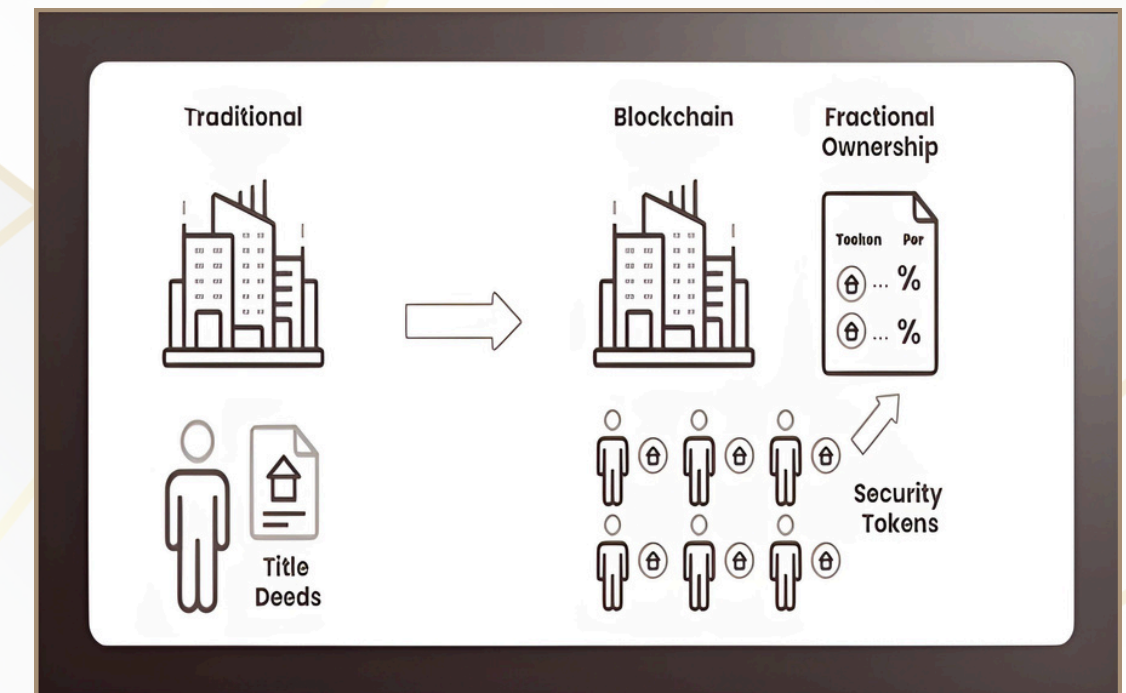 Traditional
Blockchain
Fractional
Ownership
Tookon Por
... %
... %
Title
Deeds
Security
Tokens